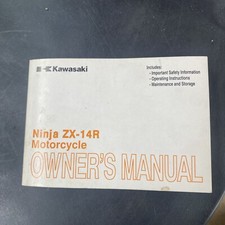 Kawasaki
Includes:
- Important Safety Information
- Operating Instructions
- Maintenance and Storage
Ninja ZX-14R
Motorcycle
OWNER'S MANUAL